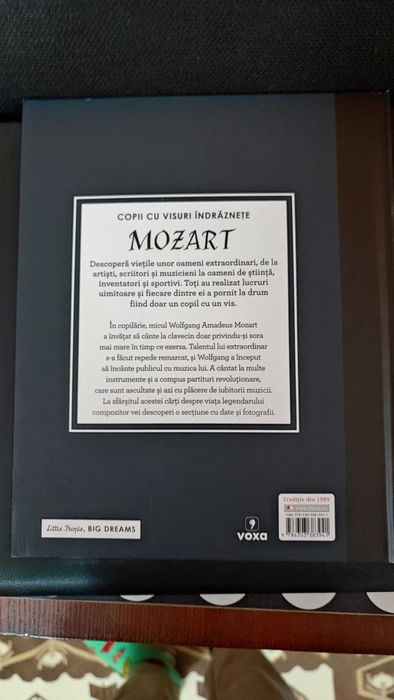 COPII CU VISURI ÎNDRĂZNEȚE
MOZART
Descoperă viețile unor oameni extraordinari, de la
artiști, scriitori și muzicieni la oameni de știință,
inventatori și sportivi. Toți au realizat lucruri
uimitoare și fiecare dintre ei a pornit la drum
fiind doar un copil cu un vis.
În copilărie, micul Wolfgang Amadeus Mozart
a învățat să cânte la clavecin doar privindu-și sora
mai mare în timp ce exersa. Talentul lui extraordinar
s-a făcut repede remarcat, și Wolfgang a început
să încânte publicul cu muzica lui. A cântat la multe
instrumente și a compus partituri revoluționare,
care sunt ascultate și azi cu plăcere de iubitorii muzicii.
La sfârșitul acestei cărți despre viața legendarului
compozitor vei descoperi o secțiune cu date și fotografii.
Little People, BIG DREAMS
voxa
Tradiție din 1989